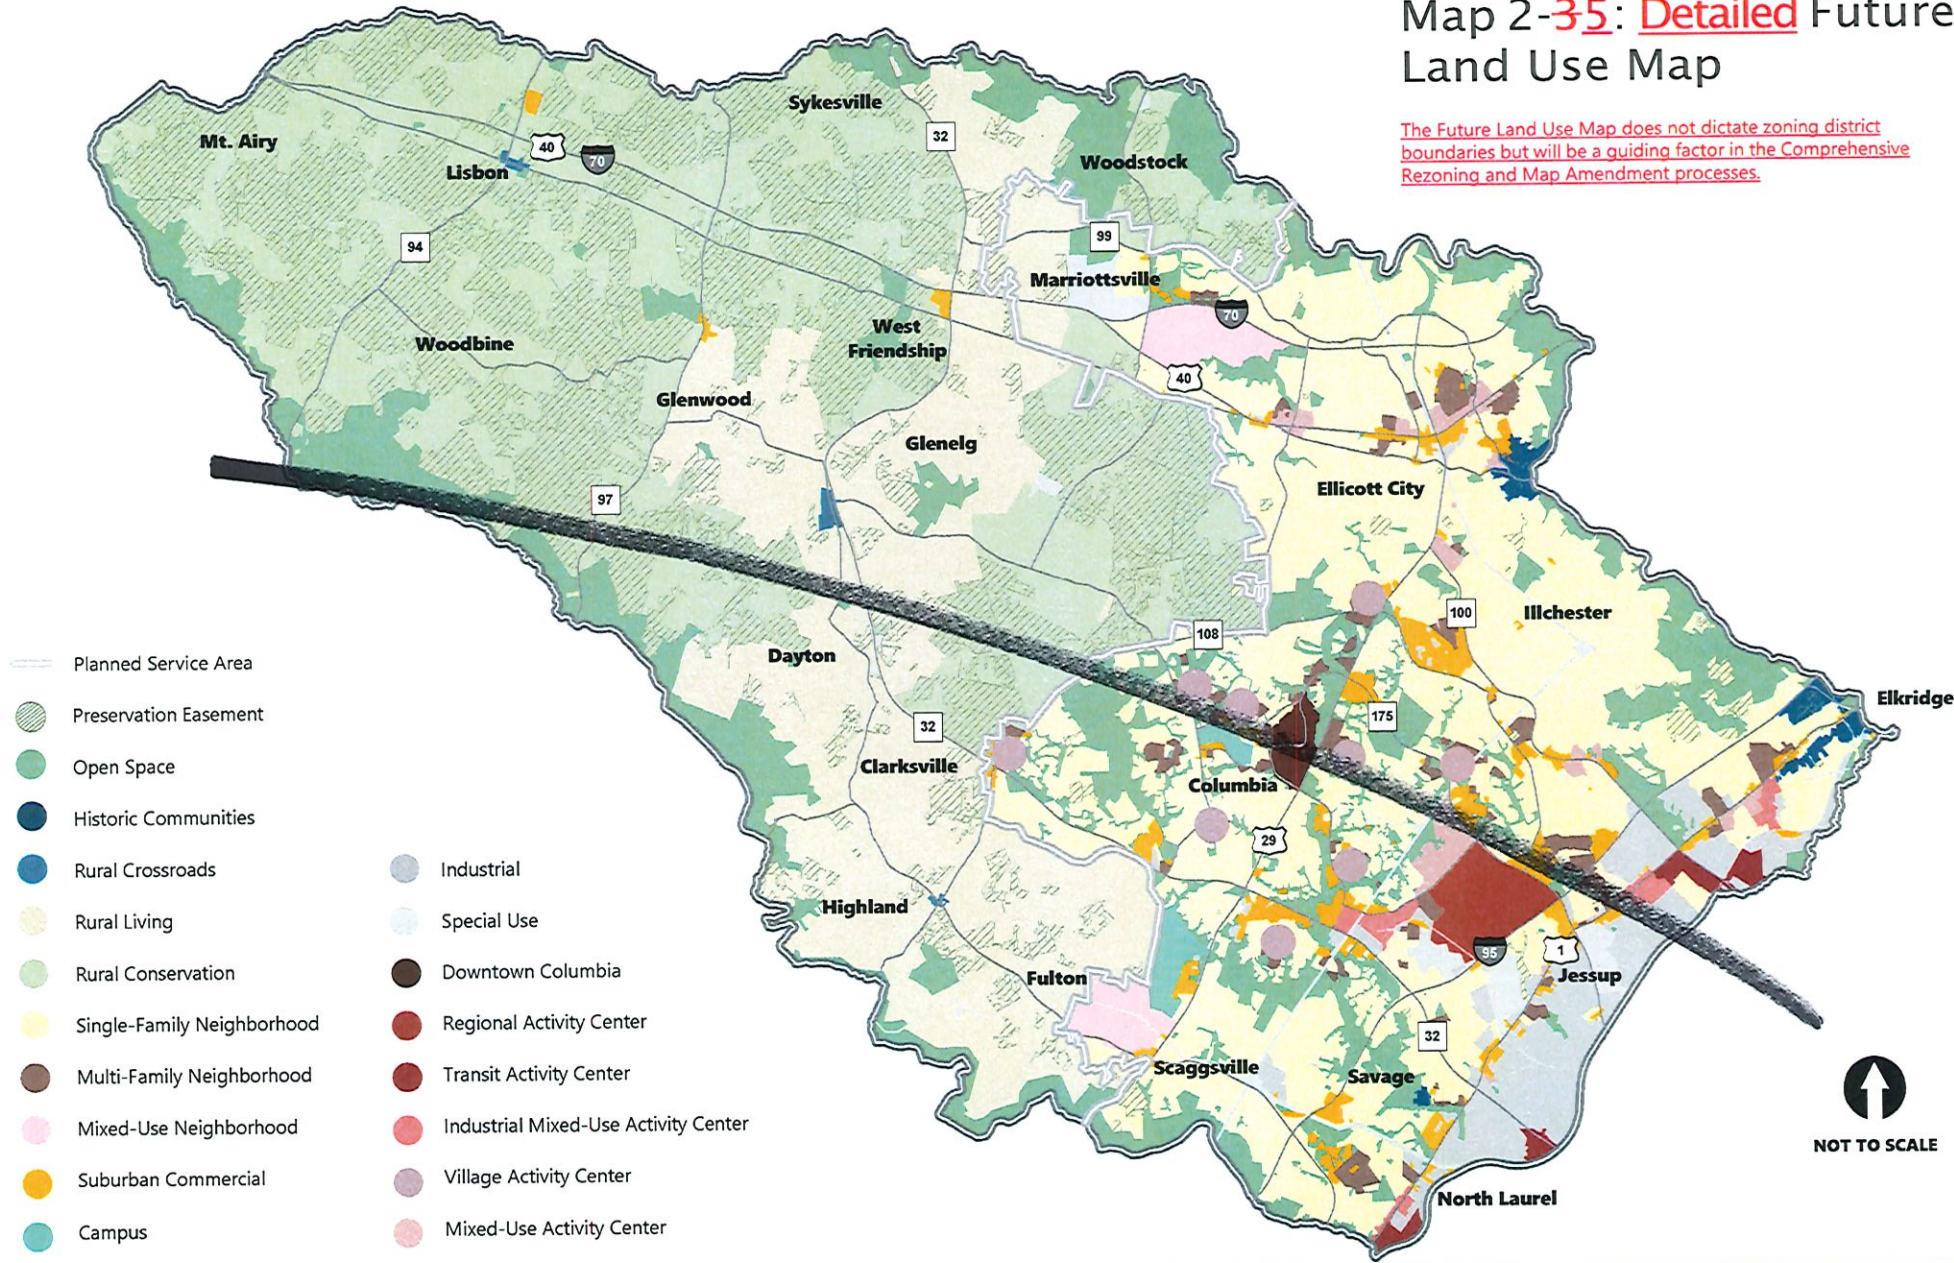 Map 2-35: Detailed Future
Land Use Map
The Future Land Use Map does not dictate zoning district
boundaries but will be a guiding factor in the Comprehensive
Rezoning and Map Amendment processes.
Sykesville
Mt. Airy
32
40
70
Lisbon
Woodstock
94
99
Marriottsville
70
West
Friendship
Woodbine
40
Glenwood
Glenelg
97
Ellicott City
100
Illchester
108
Dayton
32
175
Elkridge
Clarksville
Columbia
29
Highland
95
1
Jessup
Fulton
32
Scaggsville
Savage
North Laurel
NOT TO SCALE
Planned Service Area
Preservation Easement
Open Space
Historic Communities
Rural Crossroads
Rural Living
Rural Conservation
Single-Family Neighborhood
Multi-Family Neighborhood
Mixed-Use Neighborhood
Suburban Commercial
Campus
Industrial
Special Use
Downtown Columbia
Regional Activity Center
Transit Activity Center
Industrial Mixed-Use Activity Center
Village Activity Center
Mixed-Use Activity Center